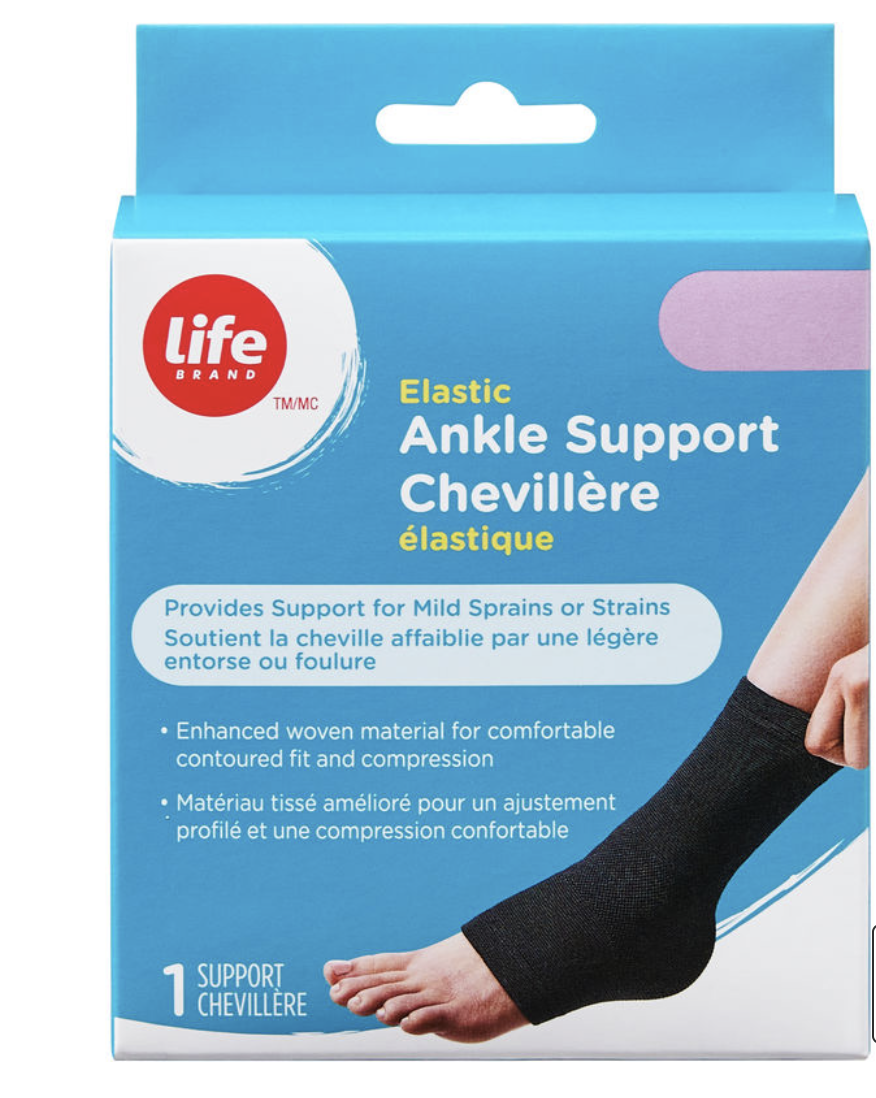 life
BRAND
TM/MC
Elastic
Ankle Support
Chevillère
élastique
Provides Support for Mild Sprains or Strains
Soutient la cheville affaiblie par une légère
entorse ou foulure
• Enhanced woven material for comfortable
contoured fit and compression
• Matériau tissé amélioré pour un ajustement
profilé et une compression confortable
1 SUPPORT
CHEVILLÈRE